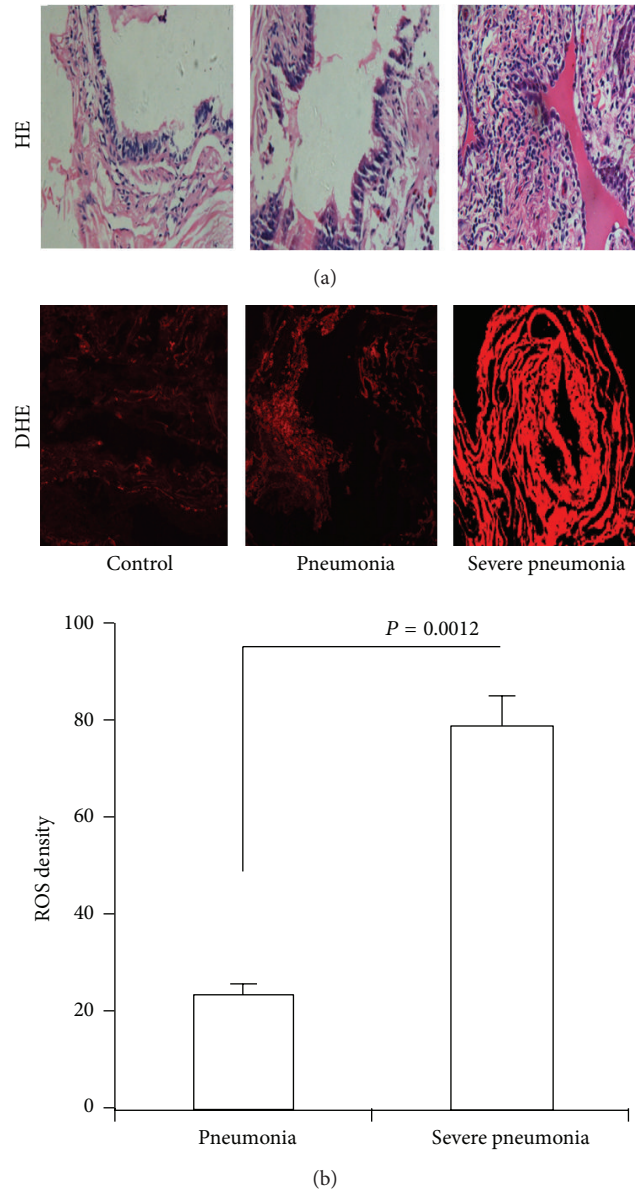 HE
(a)
DHE
Control Pneumonia Severe pneumonia
100
P = 0.0012
80
60
ROS density
40
20
0
Pneumonia Severe pneumonia
(b)